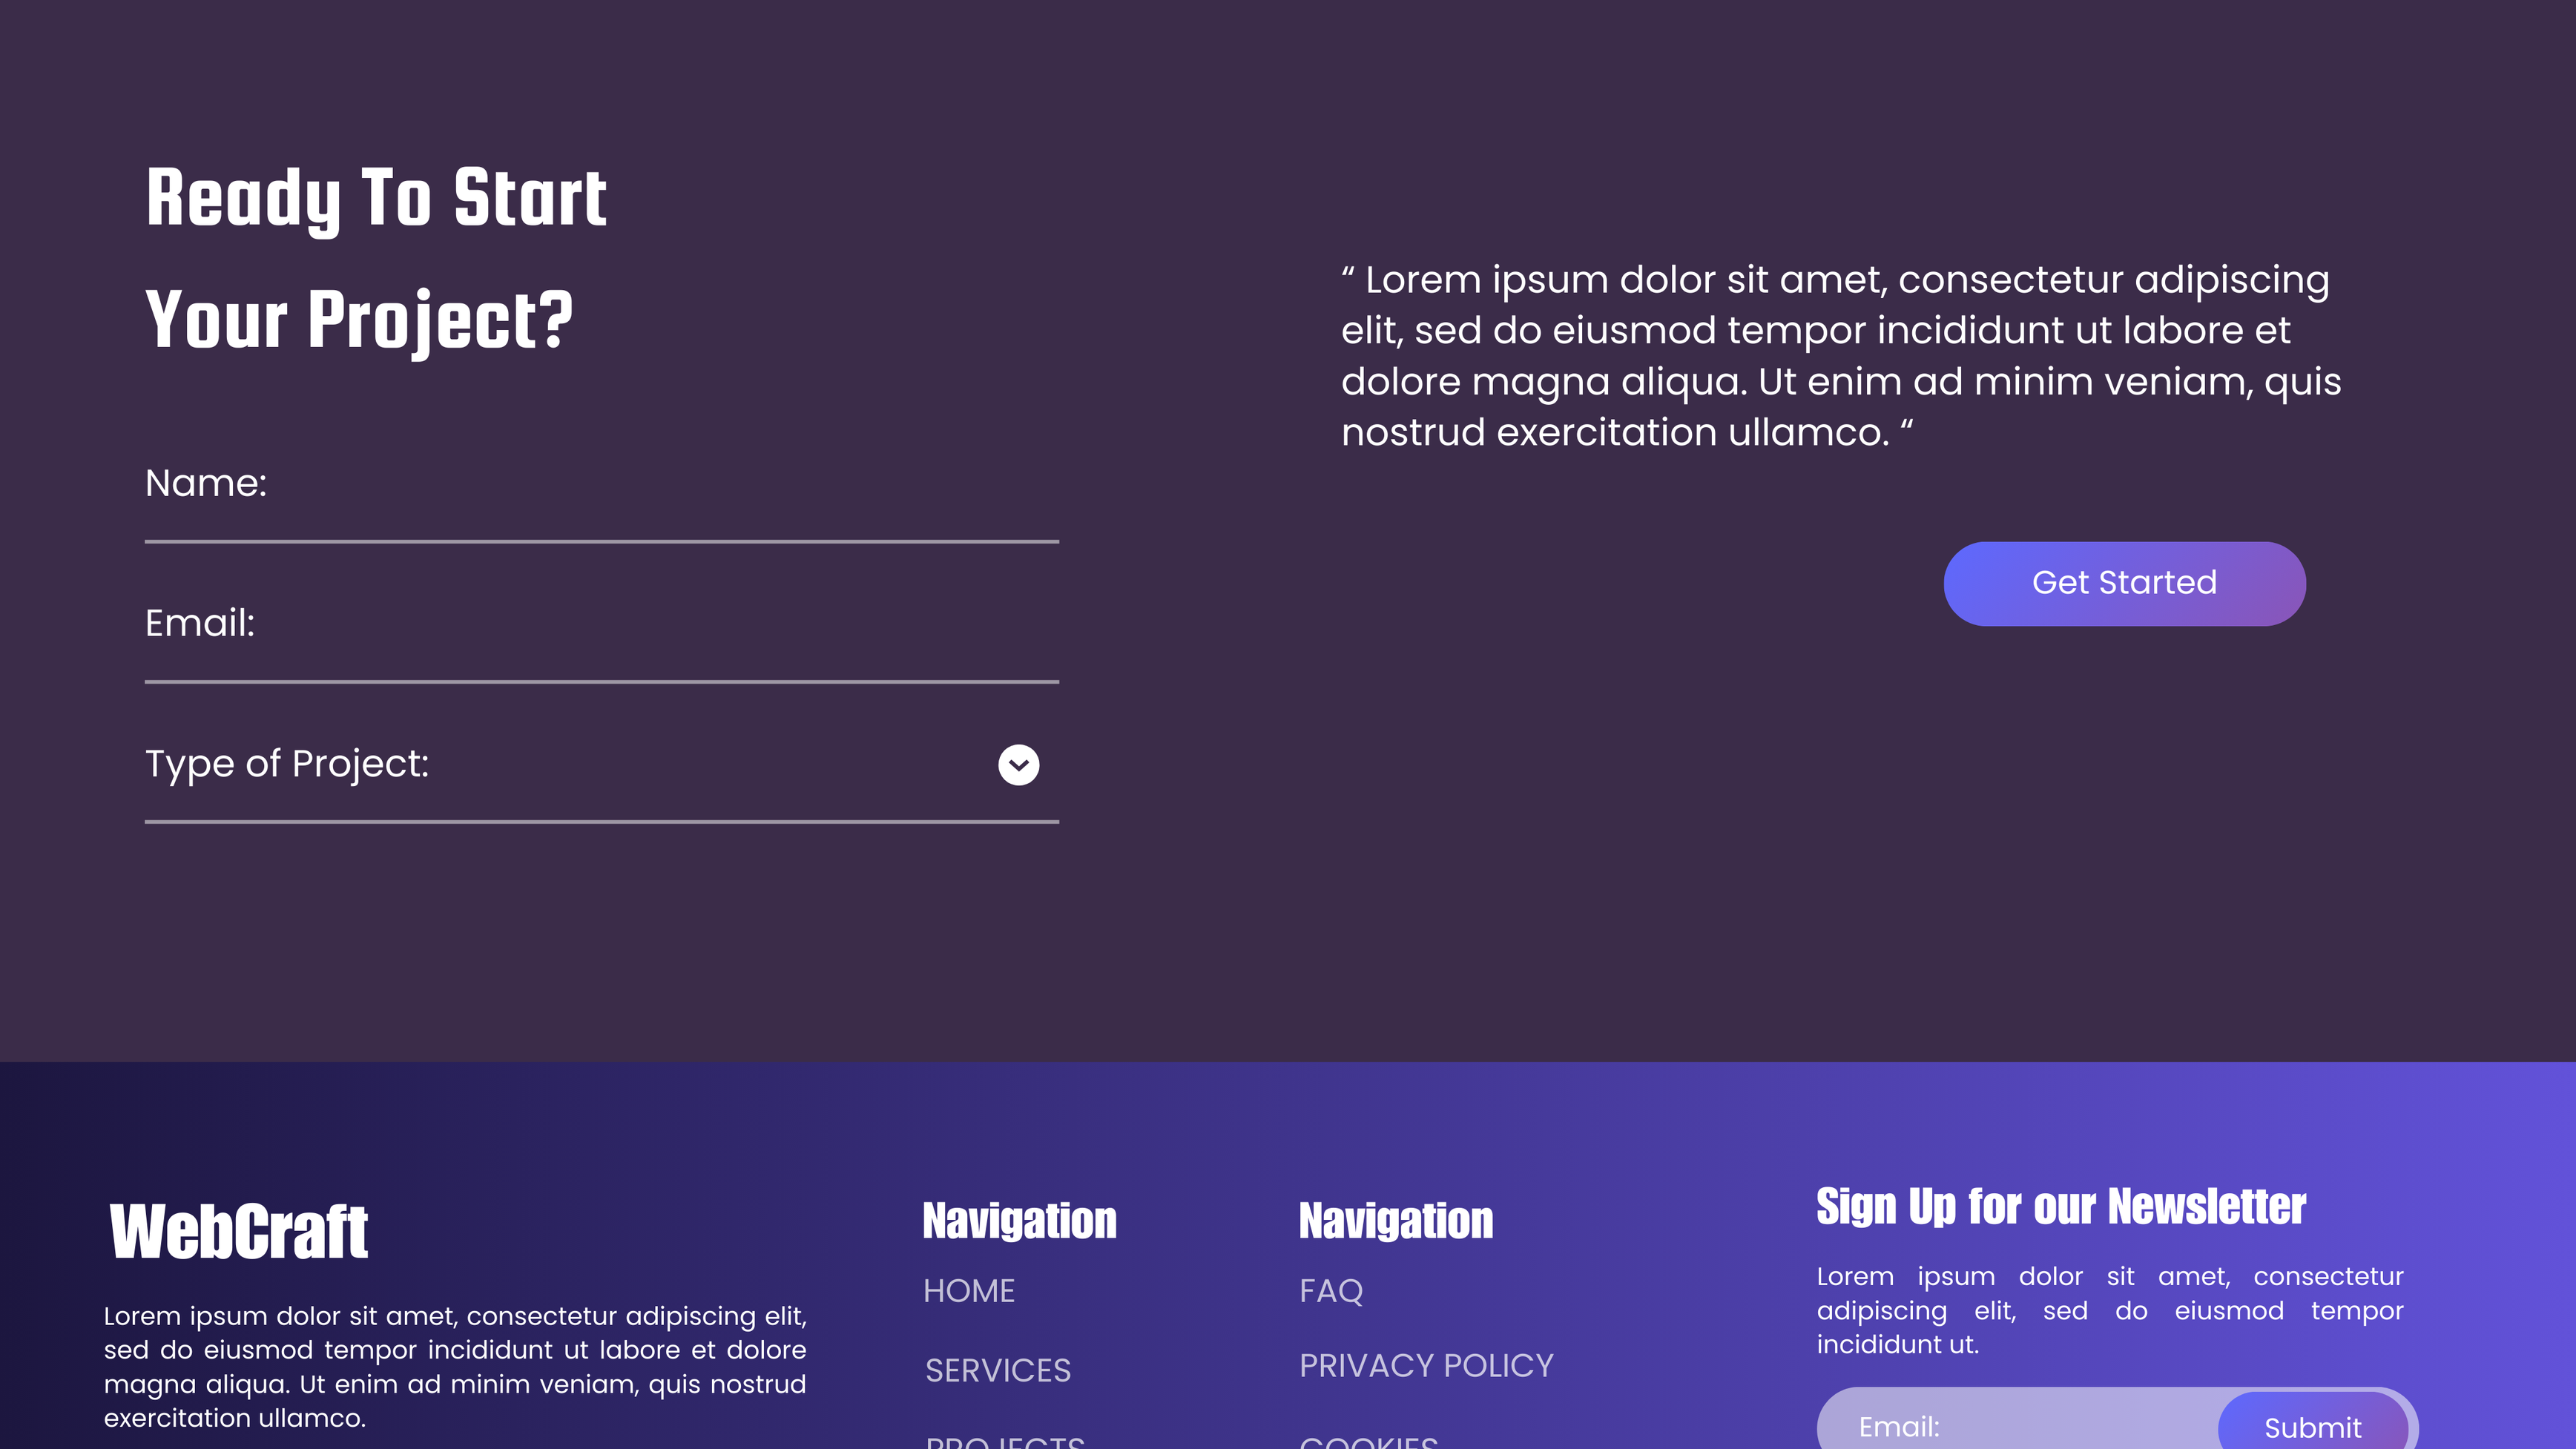 Ready To Start
Your Project?
Name:
Email:
Type of Project:
“ Lorem ipsum dolor sit amet, consectetur adipiscing
elit, sed do eiusmod tempor incididunt ut labore et
dolore magna aliqua. Ut enim ad minim veniam, quis
nostrud exercitation ullamco. “
Get Started
WebCraft
Lorem ipsum dolor sit amet, consectetur adipiscing elit,
sed do eiusmod tempor incididunt ut labore et dolore
magna aliqua. Ut enim ad minim veniam, quis nostrud
exercitation ullamco.
Navigation
HOME
SERVICES
PROJECTS
Navigation
FAQ
PRIVACY POLICY
COOKIES
Sign Up for our Newsletter
Lorem ipsum dolor sit amet, consectetur
adipiscing elit, sed do eiusmod tempor
incididunt ut.
Email:
Submit